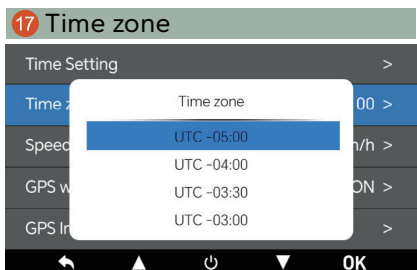 17 Time zone
Time Setting >
Time zone
00 >
UTC -05:00
Speed
n/h >
UTC -04:00
GPS w
UTC -03:30
ON >
UTC -03:00
GPS In
>
OK